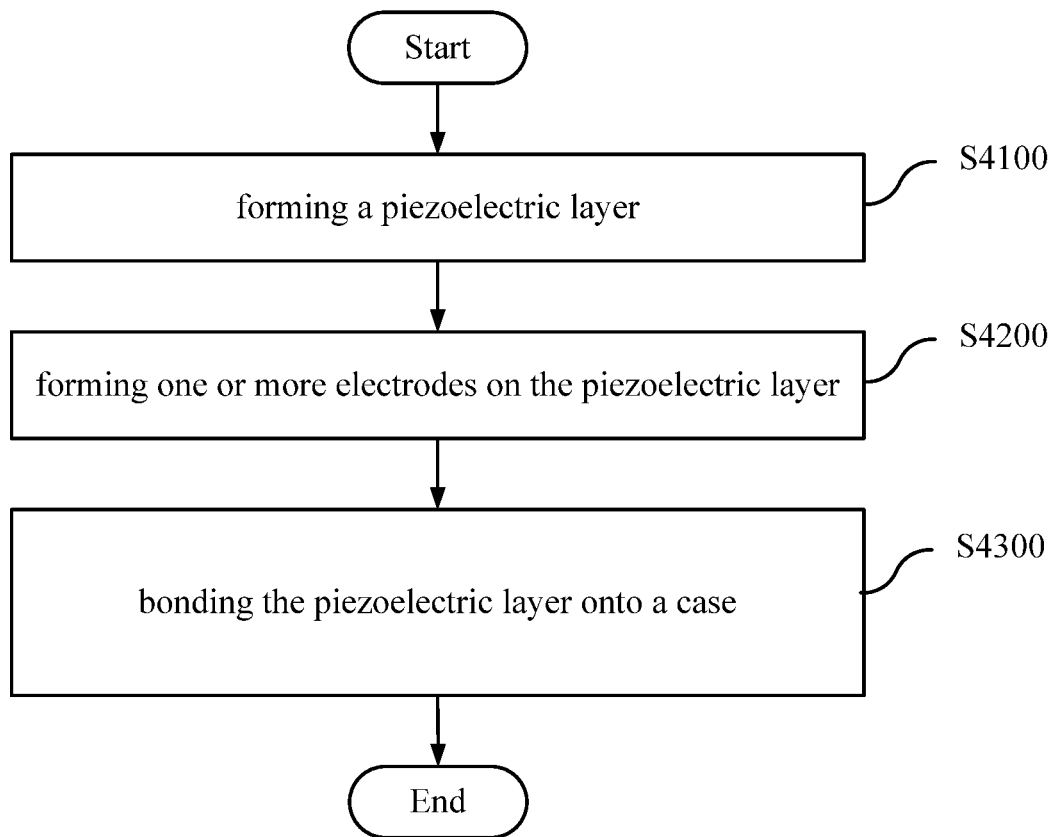 Start
S4100
forming a piezoelectric layer
S4200
forming one or more electrodes on the piezoelectric layer
S4300
bonding the piezoelectric layer onto a case
End